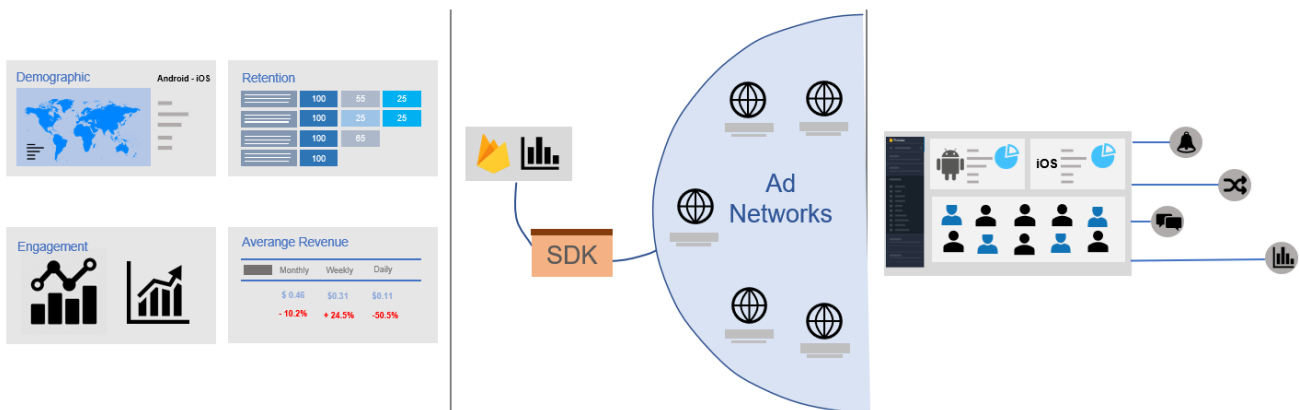 Demographic
Android - iOS
Retention
100 55 25
100 25 25
100 65
100
Engagement
Averange Revenue
Monthly Weekly Daily
$ 0.46 $0.31 $0.11
- 10.2% + 24.5% -50.5%
SDK
Ad
Networks
iOS